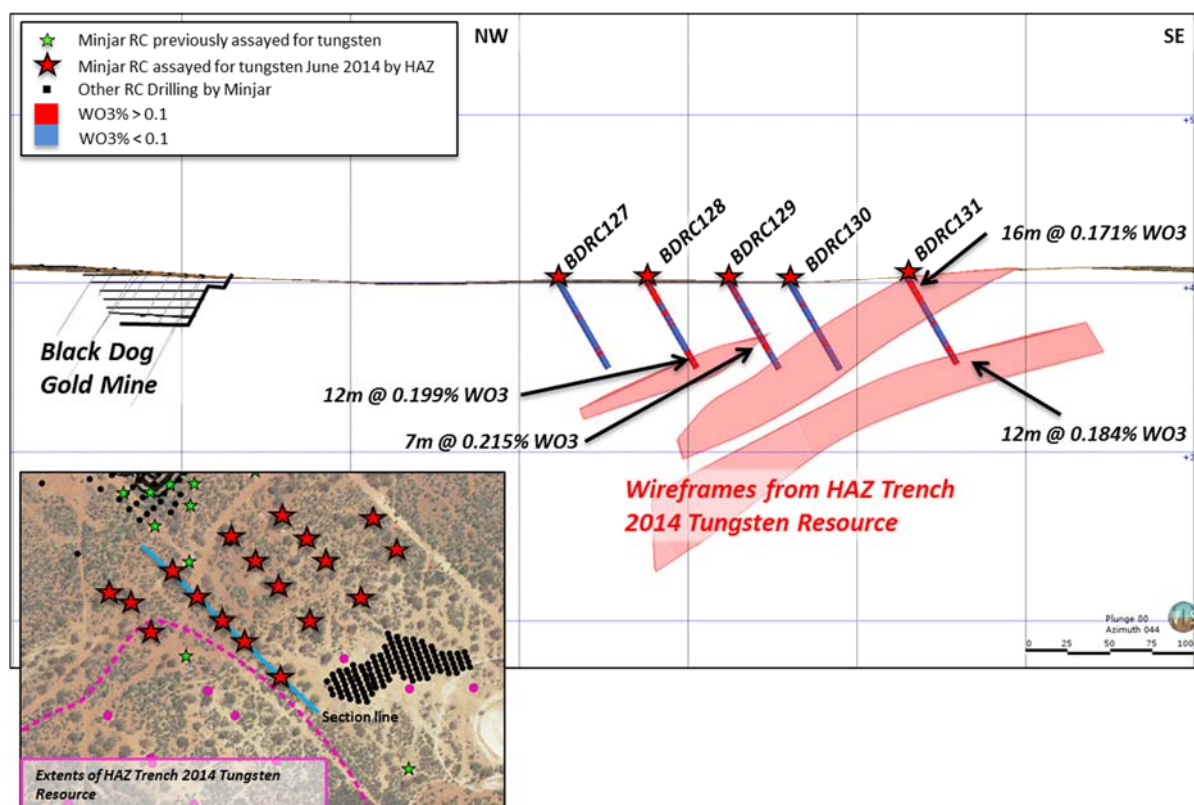 Minjar RC previously assayed for tungsten
Minjar RC assayed for tungsten June 2014 by HAZ
Other RC Drilling by Minjar
WO3% > 0.1
WO3% < 0.1
NW
SE
BDRC127
BDRC128
BDRC129
BDRC130
BDRC131
16m @ 0.171% WO3
Black Dog
Gold Mine
12m @ 0.199% WO3
7m @ 0.215% WO3
12m @ 0.184% WO3
Wireframes from HAZ Trench
2014 Tungsten Resource
Plunge 00
Azimuth 044
0 25 50 75 100
Section line
Extents of HAZ Trench 2014 Tungsten
Resource